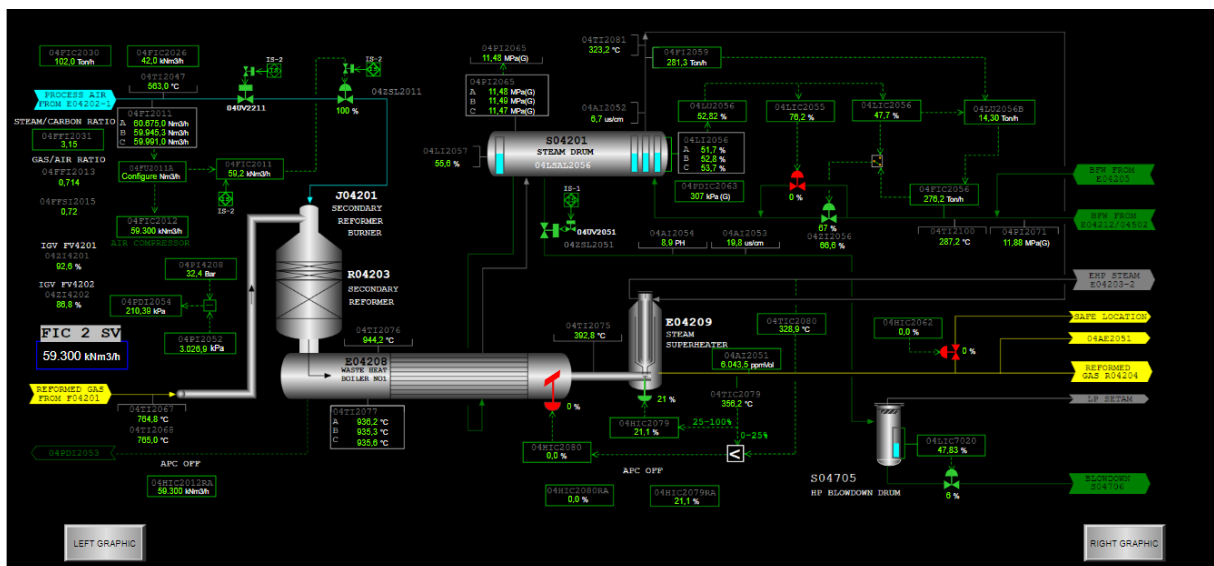 04FIC2030
102,0 Ton/h
04FIC2026
42,0 kNm3/h
04TI2047
563,0 °C
IS-2
IS-2
PROCESS AIR
FROM E04202-1
04UV2211
100 %
04ZSL2011
STEAM/CARBON RATIO
04FFI2031
3,15
GAS/AIR RATIO
04FFI2013
0,714
04FFSI2015
0,72
04FI2011
A 60.675,0 Nm3/h
B 59.945,3 Nm3/h
C 59.991,0 Nm3/h
04FU2011A
Configure Nm3/h
04FIC2011
59,2 kNm3/h
IS-2
04FIC2012
59.300 kNm3/h
AIR COMPRESSOR
IGV FV4201
04ZI4201
92,6 %
IGV FV4202
04ZI4202
86,8 %
04PI4208
32,4 Bar
04PDI2054
210,39 kPa
04PI2052
3.026,9 kPa
FIC 2 SV
59.300 kNm3/h
REFORMED GAS
FROM F04201
04TI2067
764,8 °C
04TI2068
765,0 °C
04PDI2053
APC OFF
04HIC2012RA
59.300 kNm3/h
J04201
SECONDARY
REFORMER
BURNER
R04203
SECONDARY
REFORMER
04TI2076
944,2 °C
E04208
WASTE HEAT
BOILER NO1
04TI2077
A 936,2 °C
B 935,3 °C
C 935,6 °C
0 %
04HIC2080
0,0 %
04PI2065
11,48 MPa(G)
04PI2065
A 11,48 MPa(G)
B 11,49 MPa(G)
C 11,47 MPa(G)
04LI2057
55,6 %
S04201
STEAM DRUM
04LSAL2056
04TI2081
323,2 °C
04FI2059
281,3 Ton/h
04AI2052
6,7 us/cm
04LU2056
52,82 %
04LIC2055
76,2 %
04LIC2056
47,7 %
04LU2056B
14,30 Ton/h
04LI2056
A 51,7 %
B 52,8 %
C 53,7 %
04PDIC2063
307 kPa (G)
0 %
67 %
04ZI2056
66,6 %
04FIC2056
276,2 Ton/h
04TI2100
287,2 °C
04PI2071
11,88 MPa(G)
BFW FROM
E04205
BFW FROM
E04212/04502
IS-1
04UV2051
04ZSL2051
04AI2054
8,9 PH
04AI2053
19,8 us/cm
EHP STEAM
E04203-2
04TI2075
392,8 °C
E04209
STEAM
SUPERHEATER
04TIC2080
328,9 °C
04AI2051
6.043,5 ppmVol
04TIC2079
356,2 °C
21 %
04HIC2079
21,1 %
25-100%
0-25%
<
APC OFF
04HIC2080RA
0,0 %
04HIC2079RA
21,1 %
04HIC2062
0,0 %
0 %
SAFE LOCATION
04AE2051
REFORMED
GAS R04204
LP SETAM
04LIC7020
47,83 %
S04705
HP BLOWDOWN DRUM
6 %
BLOWDOWN
S04706
LEFT GRAPHIC
RIGHT GRAPHIC